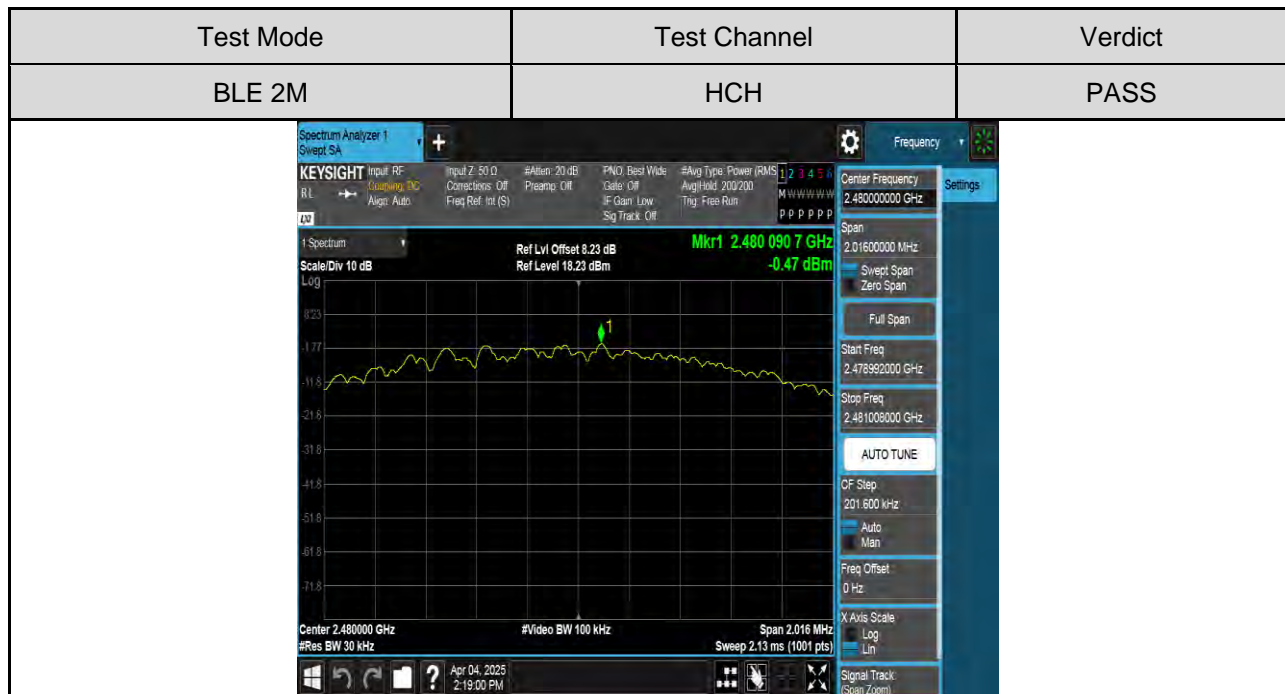 Test Mode
Test Channel
Verdict
BLE 2M
HCH
PASS
Spectrum Analyzer 1
Swept SA
+
Frequency
KEYSIGHT
Input: RF
Coupling: DC
Align: Auto
Input Z: 50 Ω
Corrections: Off
Freq Ref: Int (S)
#Atten: 20 dB
Preamp: Off
PNO: Best Wide
Gate: Off
IF Gain: Low
Sig Track: Off
#Avg Type: Power (RMS
Avg|Hold: 200/200
Trig: Free Run
1 2 3 4 5 6
M W W W W W
P P P P P P
R L
LXI
Center Frequency
2.480000000 GHz
Settings
1 Spectrum
Scale/Div 10 dB
Log
Ref Lvl Offset 8.23 dB
Ref Level 18.23 dBm
Mkr1 2.480 090 7 GHz
-0.47 dBm
8.23
-1.77
-11.8
-21.8
-31.8
-41.8
-51.8
-61.8
-71.8
1
Span
2.01600000 MHz
Swept Span
Zero Span
Full Span
Start Freq
2.478992000 GHz
Stop Freq
2.481008000 GHz
AUTO TUNE
CF Step
201.600 kHz
Auto
Man
Freq Offset
0 Hz
X Axis Scale
Log
Lin
Signal Track
(Span Zoom)
Center 2.480000 GHz
#Res BW 30 kHz
#Video BW 100 kHz
Span 2.016 MHz
Sweep 2.13 ms (1001 pts)
?
Apr 04, 2025
2:19:00 PM